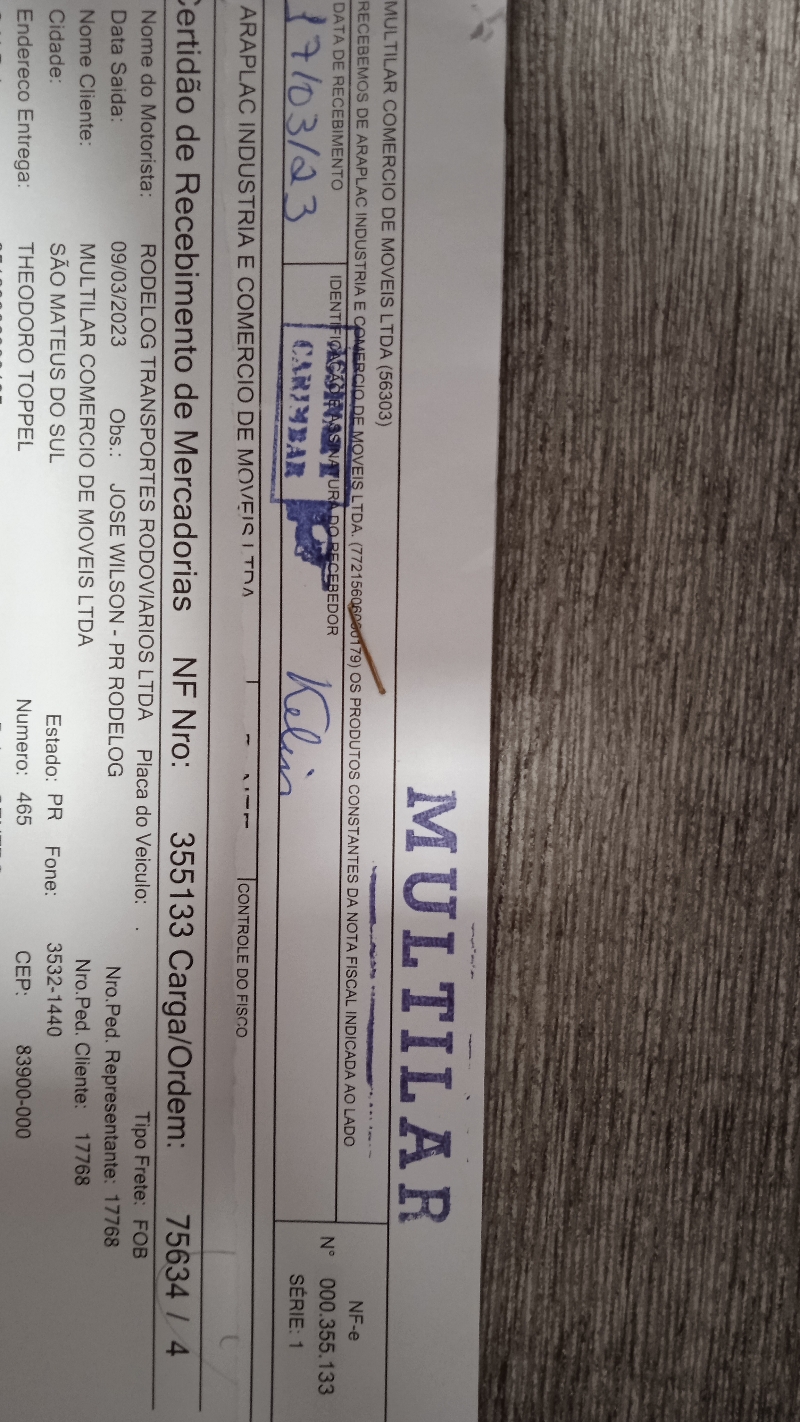 MULTILAR
MULTILAR COMERCIO DE MOVEIS LTDA (56303)
RECEBEMOS DE ARAPLAC INDUSTRIA E COMERCIO DE MOVEIS LTDA. (77215606000179) OS PRODUTOS CONSTANTES DA NOTA FISCAL INDICADA AO LADO
NF-e
Nº 000.355.133
SÉRIE: 1
DATA DE RECEBIMENTO
17/03/23
IDENTIFICAÇÃO E ASSINATURA DO RECEBEDOR
CARIMBAR
Kelin
ARAPLAC INDUSTRIA E COMERCIO DE MOVEIS LTDA
CONTROLE DO FISCO
Certidão de Recebimento de Mercadorias NF Nro: 355133 Carga/Ordem: 75634 / 4
Nome do Motorista: RODELOG TRANSPORTES RODOVIARIOS LTDA Placa do Veiculo: . Tipo Frete: FOB
Data Saida: 09/03/2023 Obs.: JOSE WILSON - PR RODELOG Nro.Ped. Representante: 17768
Nome Cliente: MULTILAR COMERCIO DE MOVEIS LTDA Nro.Ped. Cliente: 17768
Cidade: SÃO MATEUS DO SUL Estado: PR Fone: 3532-1440
Endereco Entrega: THEODORO TOPPEL Numero: 465 CEP: 83900-000